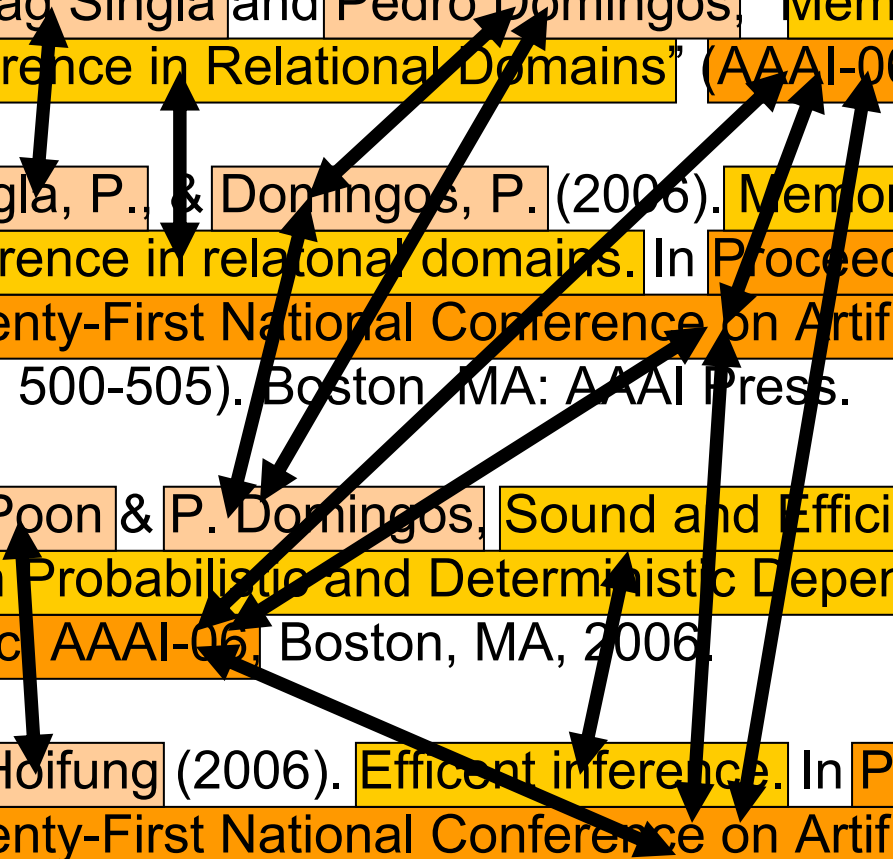 ag Singla and Pedro Domingos, "Mem
rence in Relational Domains" (AAAI-06
gla, P., & Domingos, P. (2006). Memor
rence in relatonal domains. In Proceed
enty-First National Conference on Artif
500-505). Boston, MA: AAAI Press.
Poon & P. Domingos, Sound and Effici
n Probabilistic and Deterministic Depen
c. AAAI-06, Boston, MA, 2006.
Hoifung (2006). Efficent inference. In P
enty-First National Conference on Artif